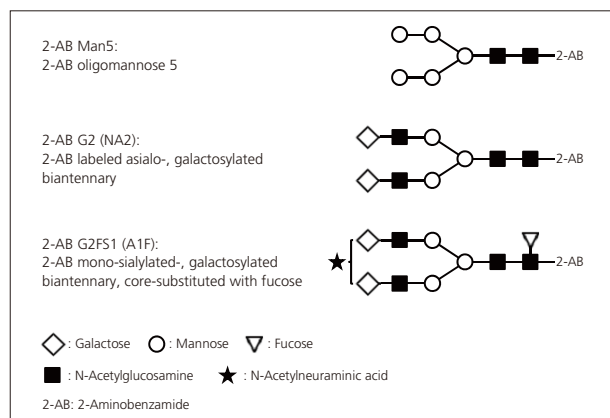 2-AB Man5:
2-AB oligomannose 5
2-AB
2-AB G2 (NA2):
2-AB labeled asialo-, galactosylated
biantennary
2-AB
2-AB G2FS1 (A1F):
2-AB mono-sialylated-, galactosylated
biantennary, core-substituted with fucose
2-AB
: Galactose : Mannose : Fucose
: N-Acetylglucosamine : N-Acetylneuraminic acid
2-AB: 2-Aminobenzamide